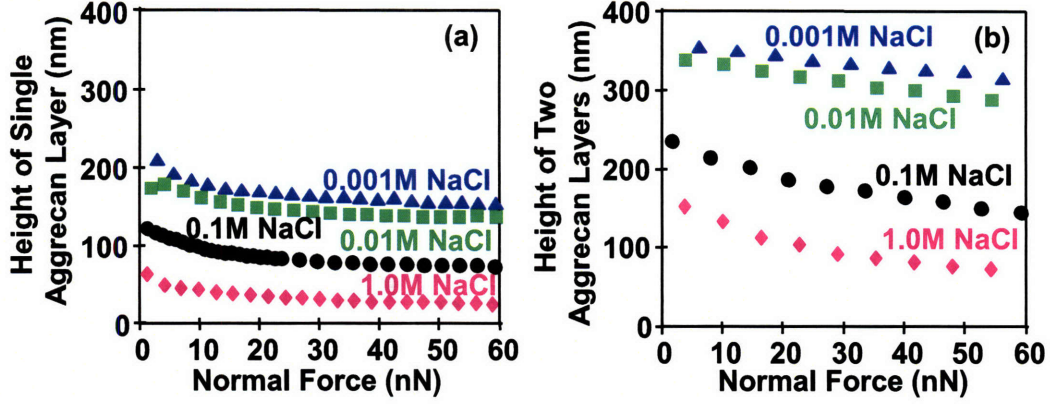 400
300
200
100
0
Height of Single
Aggrecan Layer (nm)
(a)
0.001M NaCl
0.1M NaCl
0.01M NaCl
1.0M NaCl
0 10 20 30 40 50 60
Normal Force (nN)
400
300
200
100
0
Height of Two
Aggrecan Layers (nm)
0.001M NaCl
(b)
0.01M NaCl
0.1M NaCl
1.0M NaCl
0 10 20 30 40 50 60
Normal Force (nN)